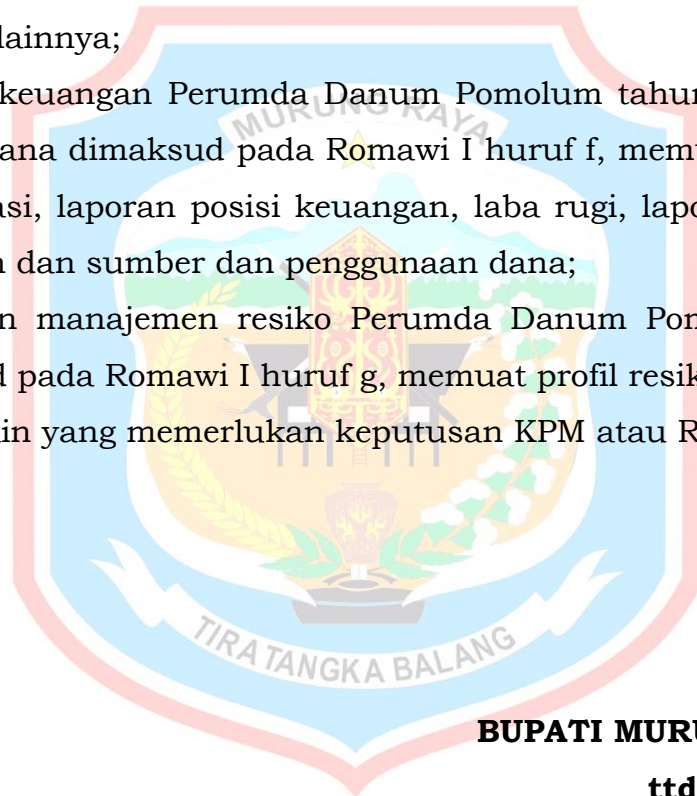 lainnya;
keuangan Perumda Danum Pomolum tahun
MURUNG RAYA
ana dimaksud pada Romawi I huruf f, memu
asi, laporan posisi keuangan, laba rugi, lapo
n dan sumber dan penggunaan dana;
n manajemen resiko Perumda Danum Pom
d pada Romawi I huruf g, memuat profil resik
in yang memerlukan keputusan KPM atau R
TIRA TANGKA BALANG
BUPATI MURU
ttd